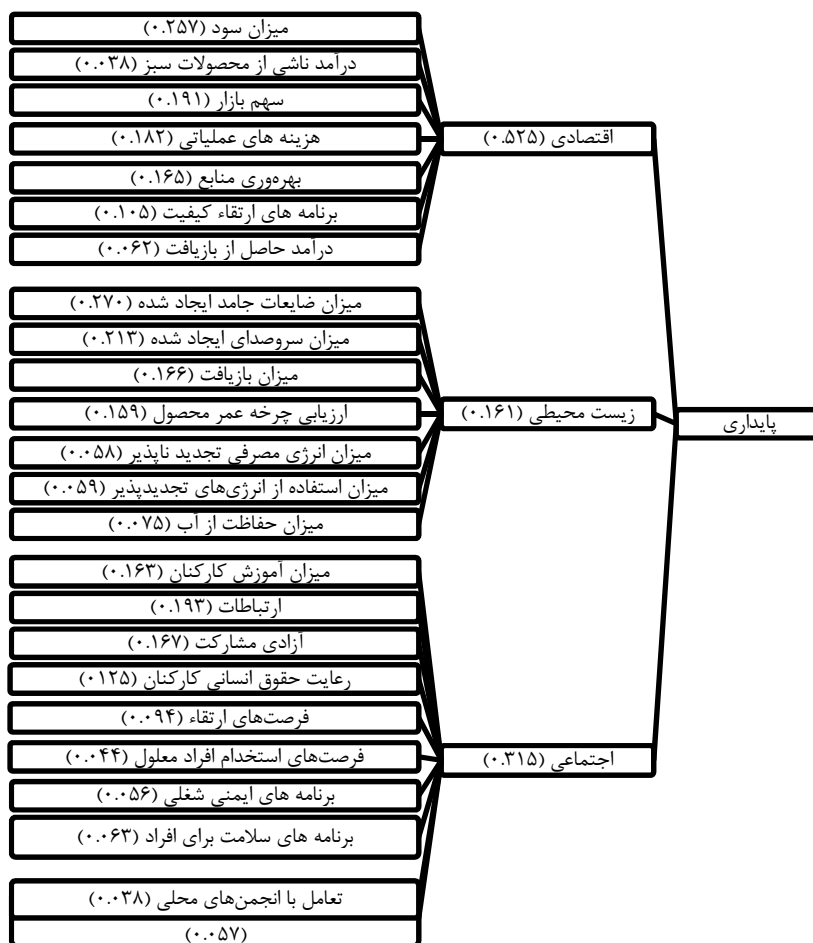 پایداری
اقتصادی (۰.۵۲۵)
میزان سود (۰.۲۵۷)
درآمد ناشی از محصولات سبز (۰.۰۳۸)
سهم بازار (۰.۱۹۱)
هزینه های عملیاتی (۰.۱۸۲)
بهره‌وری منابع (۰.۱۶۵)
برنامه های ارتقاء کیفیت (۰.۱۰۵)
درآمد حاصل از بازیافت (۰.۰۶۲)
زیست محیطی (۰.۱۶۱)
میزان ضایعات جامد ایجاد شده (۰.۲۷۰)
میزان سروصدای ایجاد شده (۰.۲۱۳)
میزان بازیافت (۰.۱۶۶)
ارزیابی چرخه عمر محصول (۰.۱۵۹)
میزان انرژی مصرفی تجدید ناپذیر (۰.۰۵۸)
میزان استفاده از انرژی‌های تجدیدپذیر (۰.۰۵۹)
میزان حفاظت از آب (۰.۰۷۵)
اجتماعی (۰.۳۱۵)
میزان آموزش کارکنان (۰.۱۶۳)
ارتباطات (۰.۱۹۳)
آزادی مشارکت (۰.۱۶۷)
رعایت حقوق انسانی کارکنان (۰۱۲۵)
فرصت‌های ارتقاء (۰.۰۹۴)
فرصت‌های استخدام افراد معلول (۰.۰۴۴)
برنامه های ایمنی شغلی (۰.۰۵۶)
برنامه های سلامت برای افراد (۰.۰۶۳)
تعامل با انجمن‌های محلی (۰.۰۳۸)
(۰.۰۵۷)